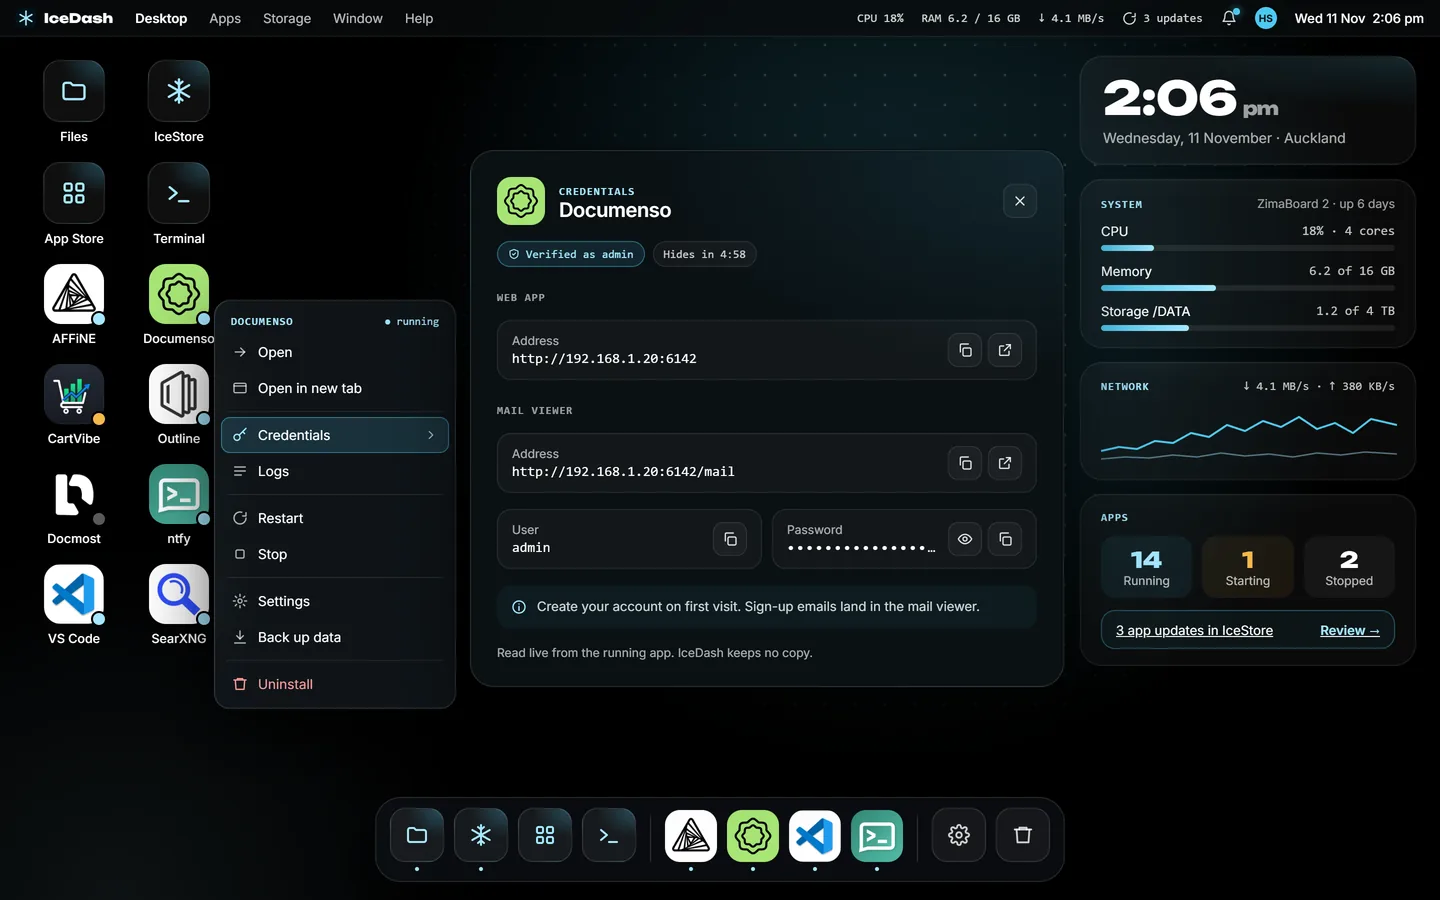 IceDash Desktop Apps Storage Window Help CPU 18% RAM 6.2 / 16 GB ↓ 4.1 MB/s 3 updates HS Wed 11 Nov 2:06 pm
Files
IceStore
App Store
Terminal
AFFiNE
Documenso
CartVibe
Outline
Docmost
ntfy
VS Code
SearXNG
DOCUMENSO running
Open
Open in new tab
Credentials
Logs
Restart
Stop
Settings
Back up data
Uninstall
CREDENTIALS
Documenso
Verified as admin
Hides in 4:58
WEB APP
Address
http://192.168.1.20:6142
MAIL VIEWER
Address
http://192.168.1.20:6142/mail
User
admin
Password
••••••••••••••…
Create your account on first visit. Sign-up emails land in the mail viewer.
Read live from the running app. IceDash keeps no copy.
2:06 pm
Wednesday, 11 November · Auckland
SYSTEM ZimaBoard 2 · up 6 days
CPU 18% · 4 cores
Memory 6.2 of 16 GB
Storage /DATA 1.2 of 4 TB
NETWORK ↓ 4.1 MB/s · ↑ 380 KB/s
APPS
14
Running
1
Starting
2
Stopped
3 app updates in IceStore Review →